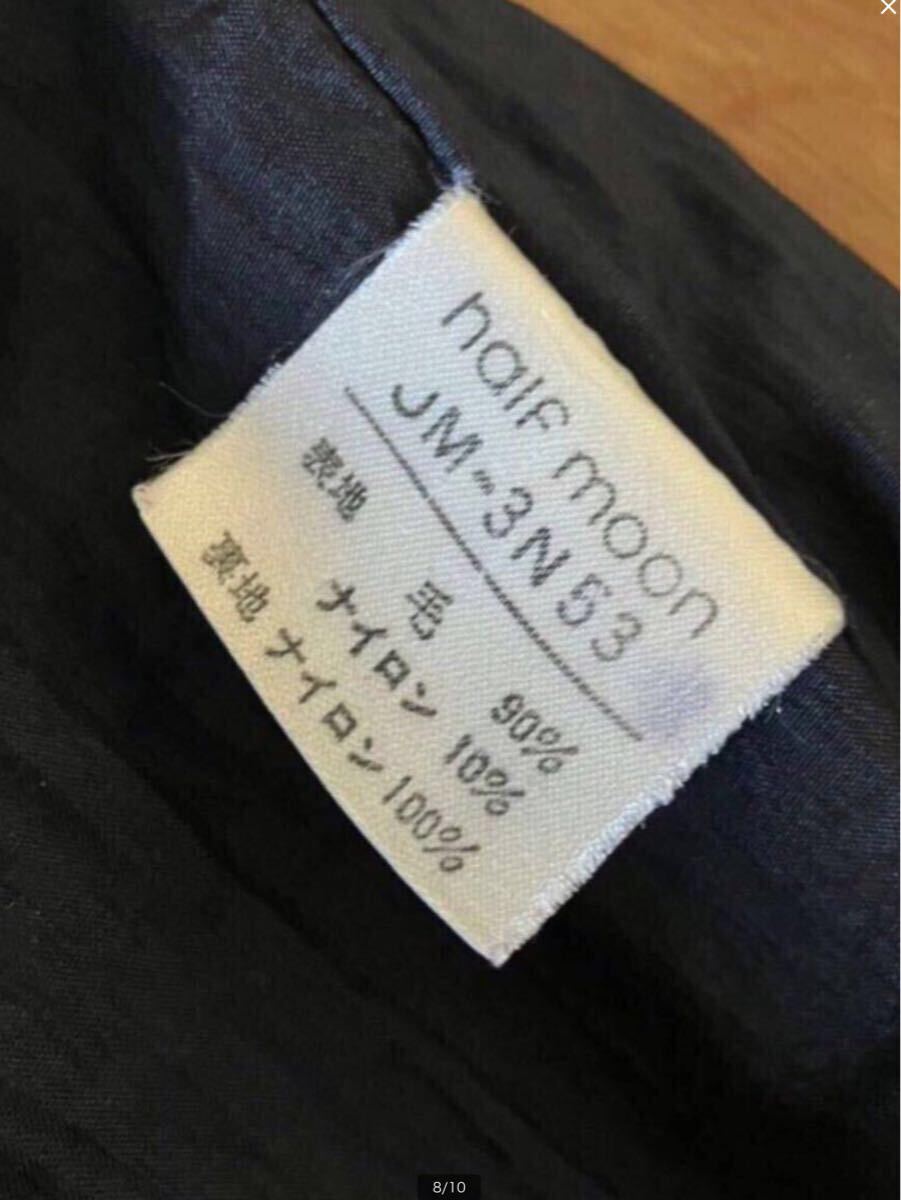 half moon
JM-3N53
表地 毛 90%
ナイロン 10%
裏地 ナイロン 100%
8/10